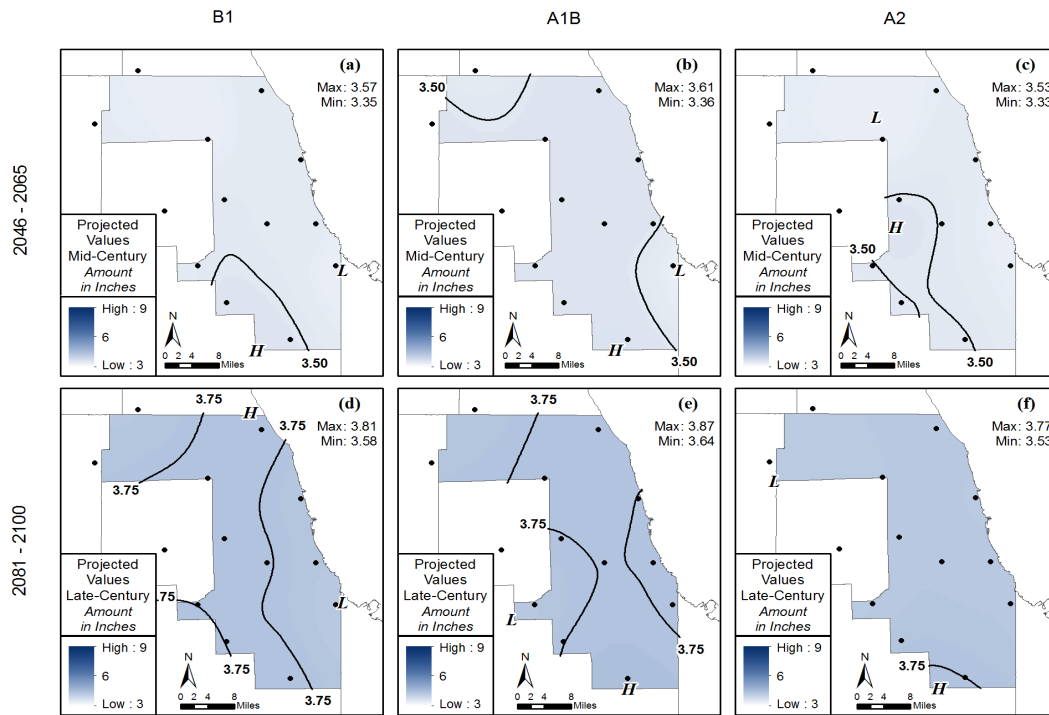 B1
A1B
A2
2046 - 2065
(a)
Max: 3.57
Min: 3.35
Projected
Values
Mid-Century
Amount
in Inches
High : 9
6
Low : 3
N
0 2 4 8
Miles
L
H
3.50
(b)
Max: 3.61
Min: 3.36
3.50
Projected
Values
Mid-Century
Amount
in Inches
High : 9
6
Low : 3
N
0 2 4 8
Miles
L
H
3.50
(c)
Max: 3.53
Min: 3.33
L
H
3.50
Projected
Values
Mid-Century
Amount
in Inches
High : 9
6
Low : 3
N
0 2 4 8
Miles
3.50
2081 - 2100
(d)
Max: 3.81
Min: 3.58
3.75
H
3.75
3.75
Projected
Values
Late-Century
Amount
in Inches
High : 9
6
Low : 3
.75
L
3.75
N
0 2 4 8
Miles
3.75
(e)
Max: 3.87
Min: 3.64
3.75
3.75
Projected
Values
Late-Century
Amount
in Inches
High : 9
6
Low : 3
L
3.75
N
0 2 4 8
Miles
H
(f)
Max: 3.77
Min: 3.53
L
Projected
Values
Late-Century
Amount
in Inches
High : 9
6
Low : 3
N
0 2 4 8
Miles
3.75
H